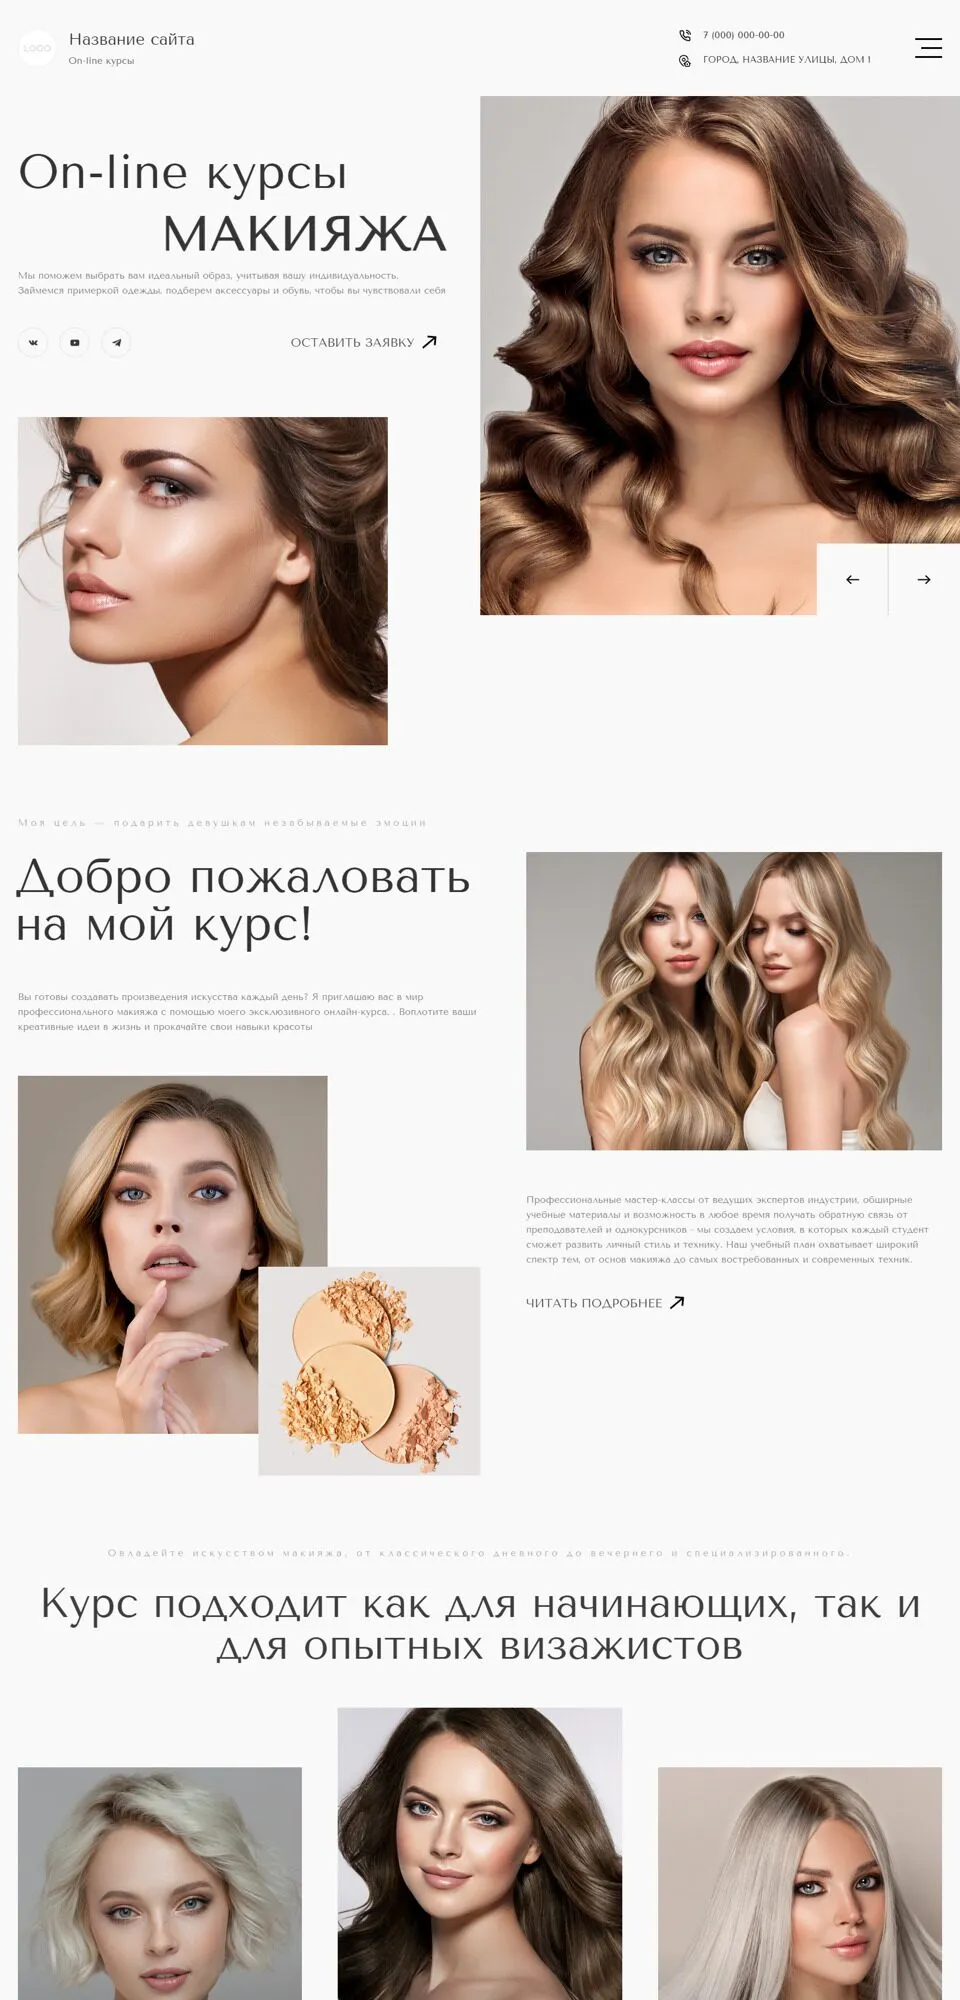 LOGO
Название сайта
On-line курсы
7 (000) 000-00-00
ГОРОД, НАЗВАНИЕ УЛИЦЫ, ДОМ 1
On-line курсы
МАКИЯЖА
Мы поможем выбрать вам идеальный образ, учитывая вашу индивидуальность.
Займемся примеркой одежды, подберем аксессуары и обувь, чтобы вы чувствовали себя
ОСТАВИТЬ ЗАЯВКУ
Моя цель — подарить девушкам незабываемые эмоции
Добро пожаловать
на мой курс!
Вы готовы создавать произведения искусства каждый день? Я приглашаю вас в мир
профессионального макияжа с помощью моего эксклюзивного онлайн-курса. . Воплотите ваши
креативные идеи в жизнь и прокачайте свои навыки красоты
Профессиональные мастер-классы от ведущих экспертов индустрии, обширные
учебные материалы и возможность в любое время получать обратную связь от
преподавателей и однокурсников - мы создаем условия, в которых каждый студент
сможет развить личный стиль и технику. Наш учебный план охватывает широкий
спектр тем, от основ макияжа до самых востребованных и современных техник.
ЧИТАТЬ ПОДРОБНЕЕ
Овладейте искусством макияжа, от классического дневного до вечернего и специализированного.
Курс подходит как для начинающих, так и
для опытных визажистов